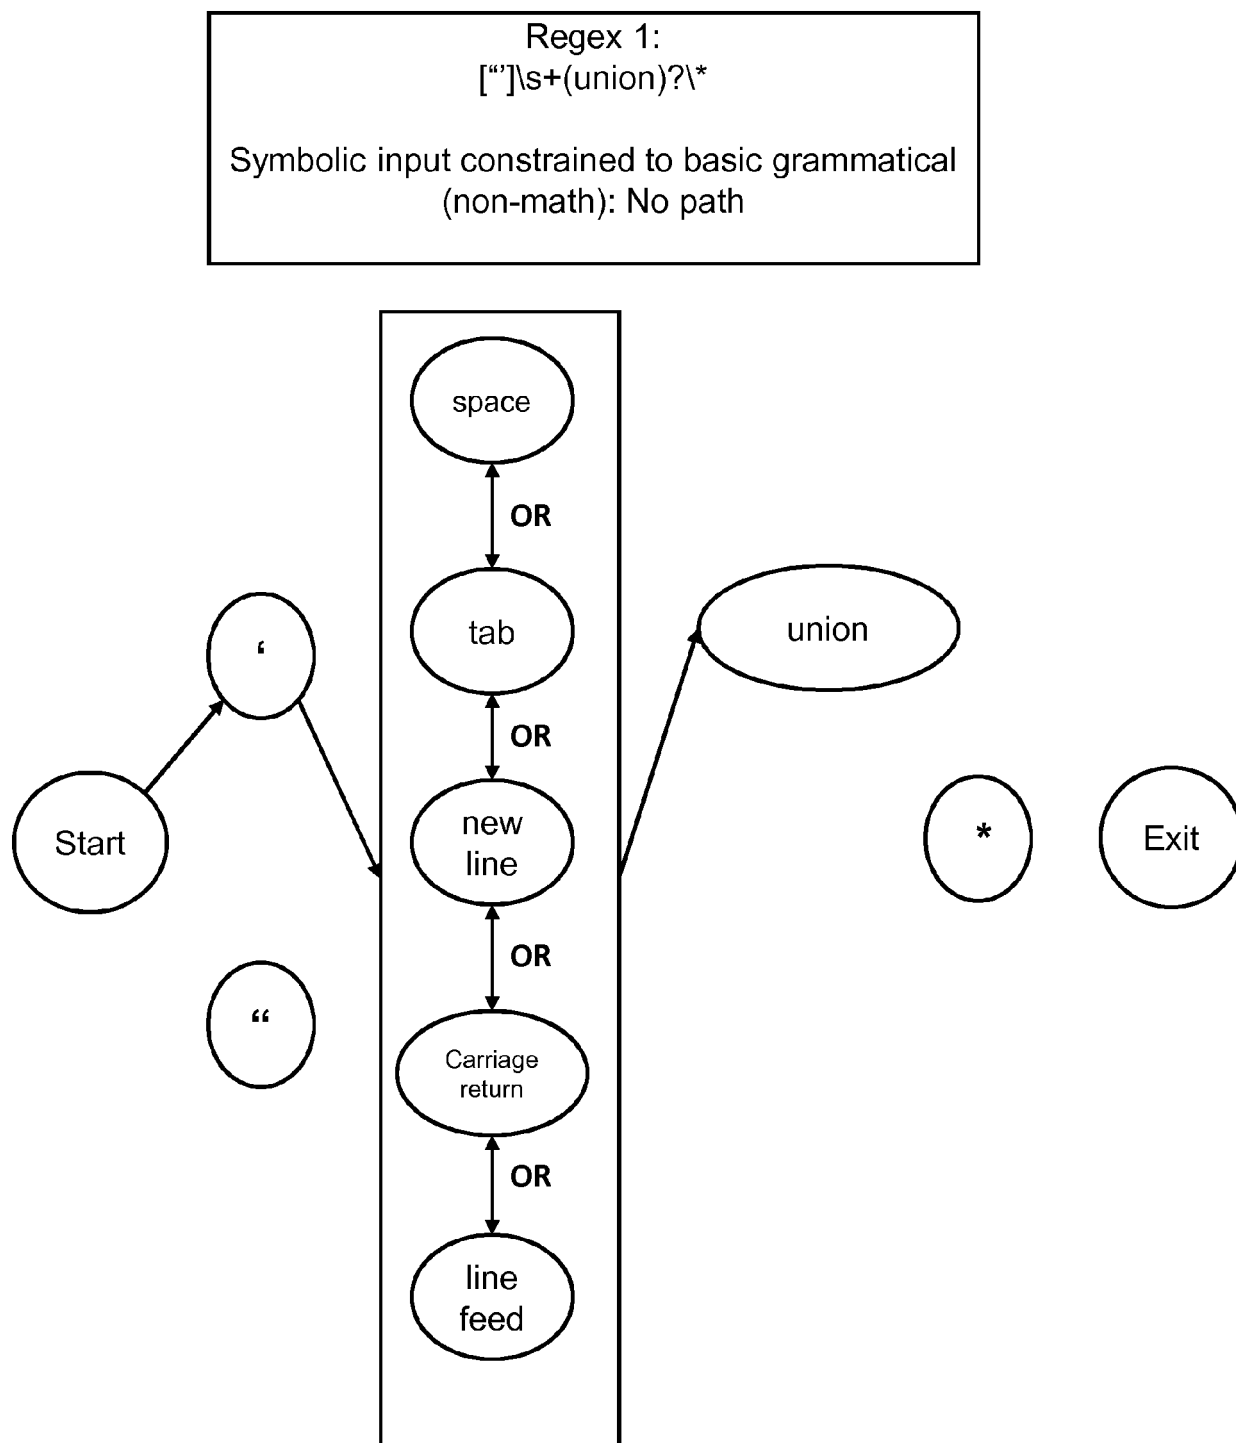 Regex 1:
[“’]\s+(union)?\*
Symbolic input constrained to basic grammatical
(non-math): No path
space
OR
tab
OR
new
line
OR
Carriage
return
OR
line
feed
‘
“
Start
union
*
Exit